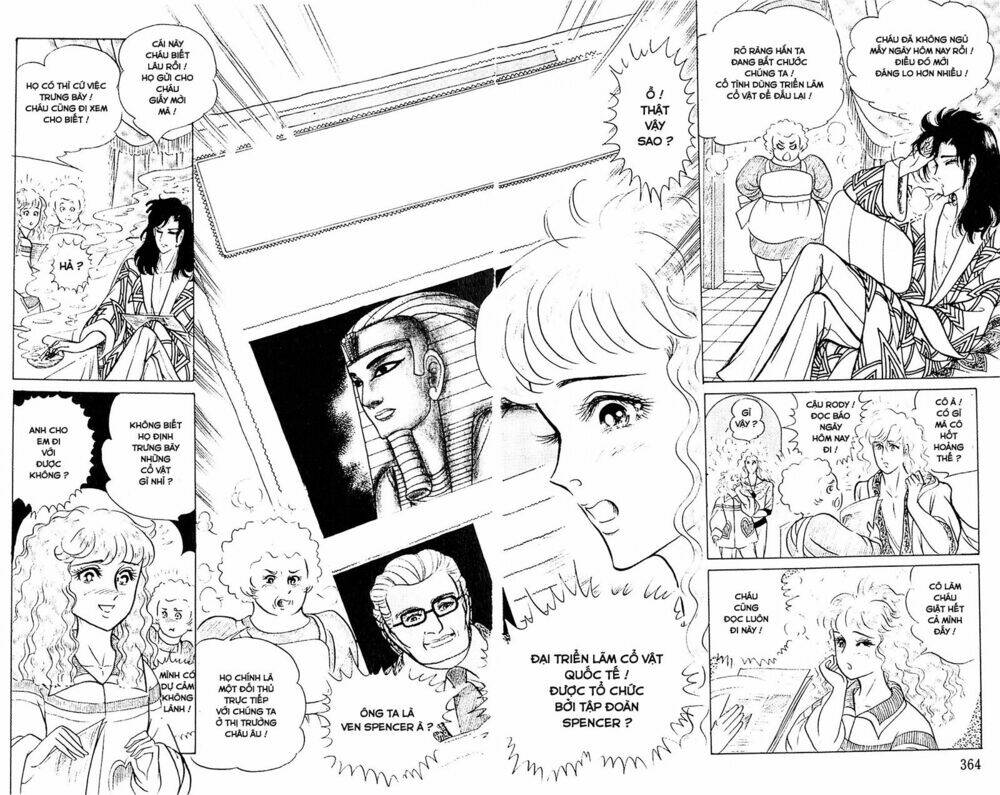 CHÁU ĐÃ KHÔNG NGỦ
MẤY NGÀY HÔM NAY RỒI !
ĐIỀU ĐÓ MỚI
ĐÁNG LO HƠN NHIỀU !
RÕ RÀNG HẮN TA
ĐANG BẮT CHƯỚC
CHÚNG TA !
CỐ TÌNH DÙNG TRIỂN LÃM
CỔ VẬT ĐỂ ĐẤU LẠI !
CÔ À !
CÓ GÌ
MÀ CÔ
HỐT
HOẢNG
THẾ ?
CẬU RODY !
ĐỌC BÁO
NGÀY
HÔM NAY
ĐI !
GÌ
VẬY ?
CÔ LÀM
CHÁU
GIẬT HẾT
CẢ MÌNH
ĐẤY !
CHÁU
CŨNG
ĐỌC LUÔN
ĐI NÀY !
Ồ !
THẬT
VẬY
SAO ?
ĐẠI TRIỂN LÃM CỔ VẬT
QUỐC TẾ !
ĐƯỢC TỔ CHỨC
BỞI TẬP ĐOÀN
SPENCER !
ÔNG TA LÀ
VEN SPENCER À ?
HỌ CHÍNH LÀ
MỘT ĐỐI THỦ
TRỰC TIẾP
VỚI CHÚNG TA
Ở THỊ TRƯỜNG
CHÂU ÂU !
CÁI NÀY
CHÁU BIẾT
LÂU RỒI !
HỌ GỬI CHO
CHÁU
GIẤY MỜI
MÀ !
HỌ CÓ THỂ CỨ VIỆC
TRƯNG BÀY !
CHÁU CŨNG ĐI XEM
CHO BIẾT !
HẢ ?
KHÔNG BIẾT
HỌ ĐỊNH
TRƯNG BÀY
NHỮNG
CỔ VẬT
GÌ NHỈ ?
ANH CHO
EM ĐI
VỚI
ĐƯỢC
KHÔNG ?
MÌNH CÓ
DỰ CẢM
KHÔNG
LÀNH !
364